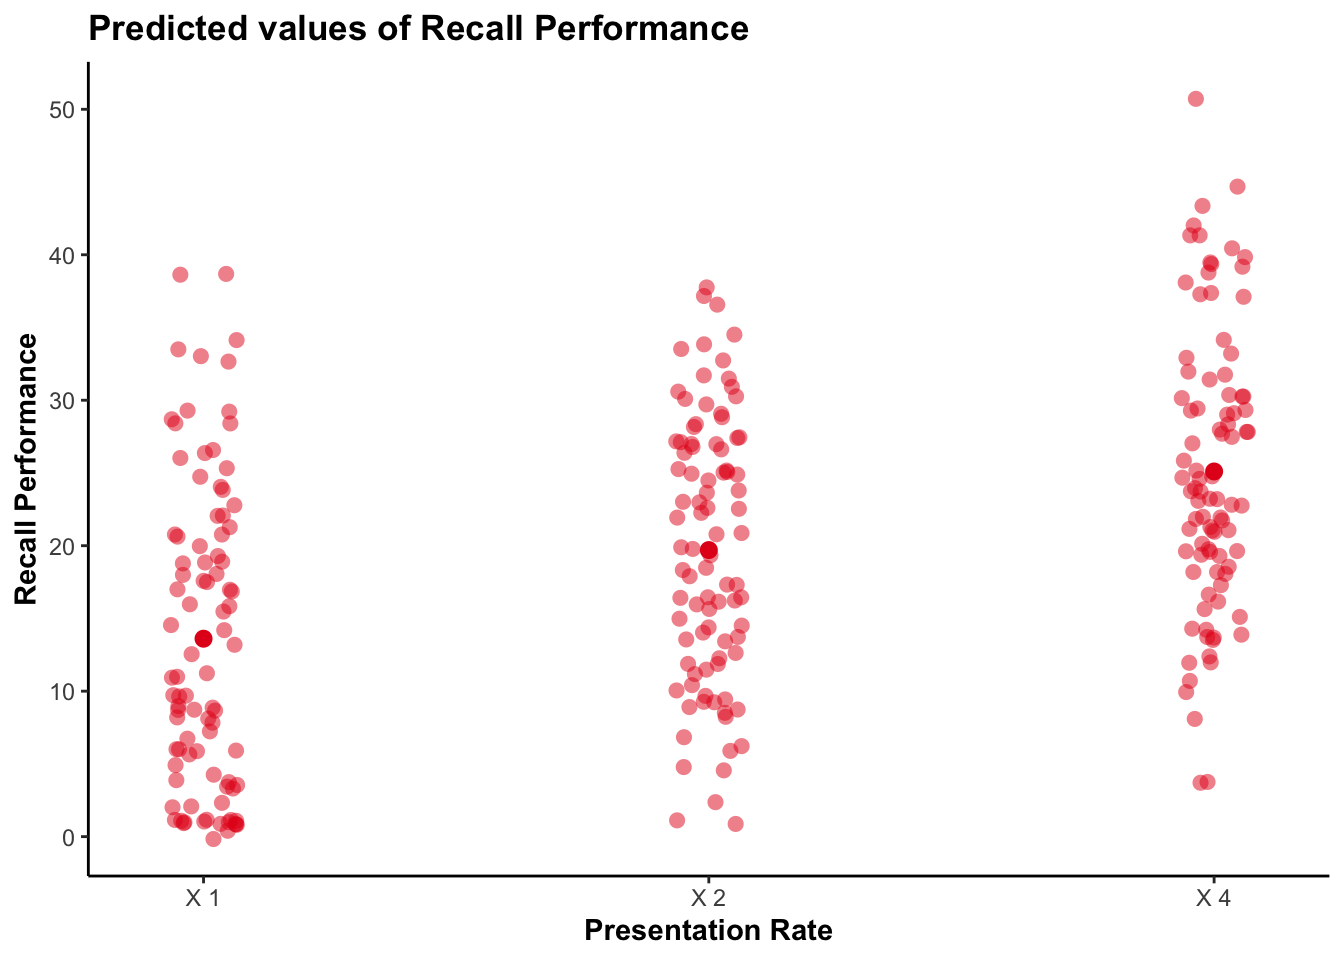 Predicted values of Recall Performance
50
40
30
20
10
0
Recall Performance
X 1
X 2
X 4
Presentation Rate